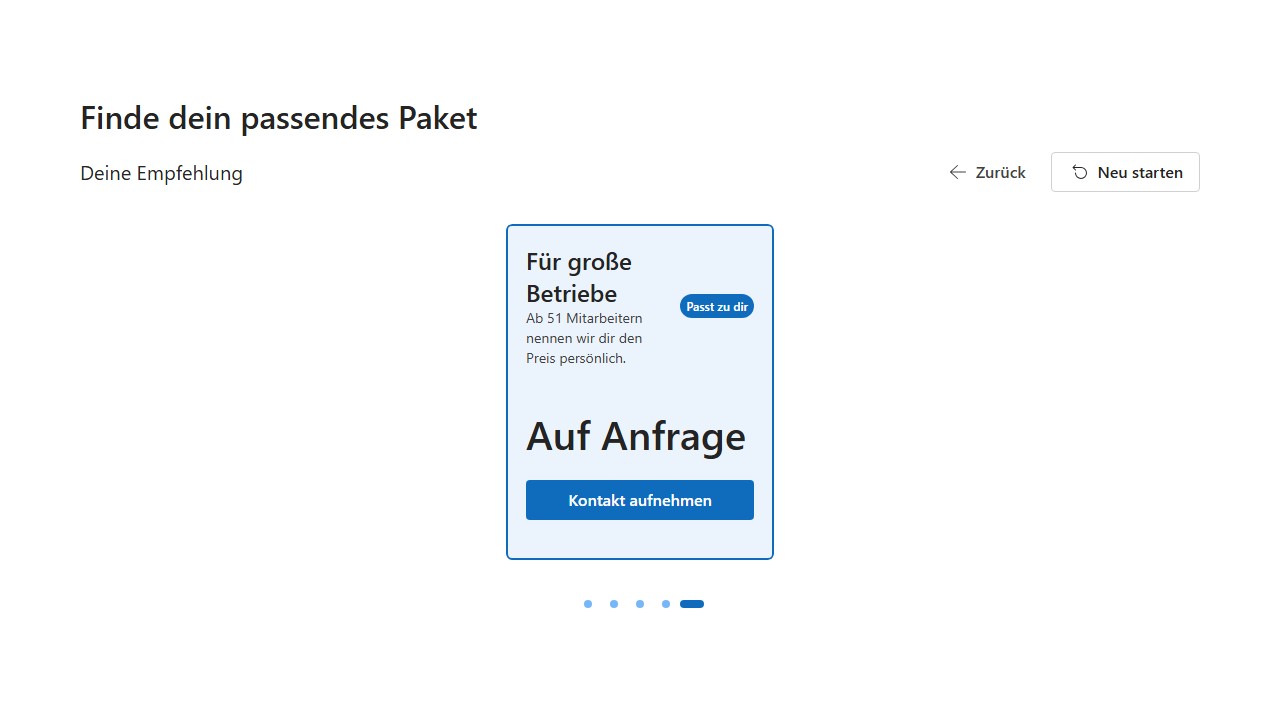 Finde dein passendes Paket
Deine Empfehlung
Zurück
Neu starten
Für große
Betriebe
Ab 51 Mitarbeitern
nennen wir dir den
Preis persönlich.
Passt zu dir
Auf Anfrage
Kontakt aufnehmen